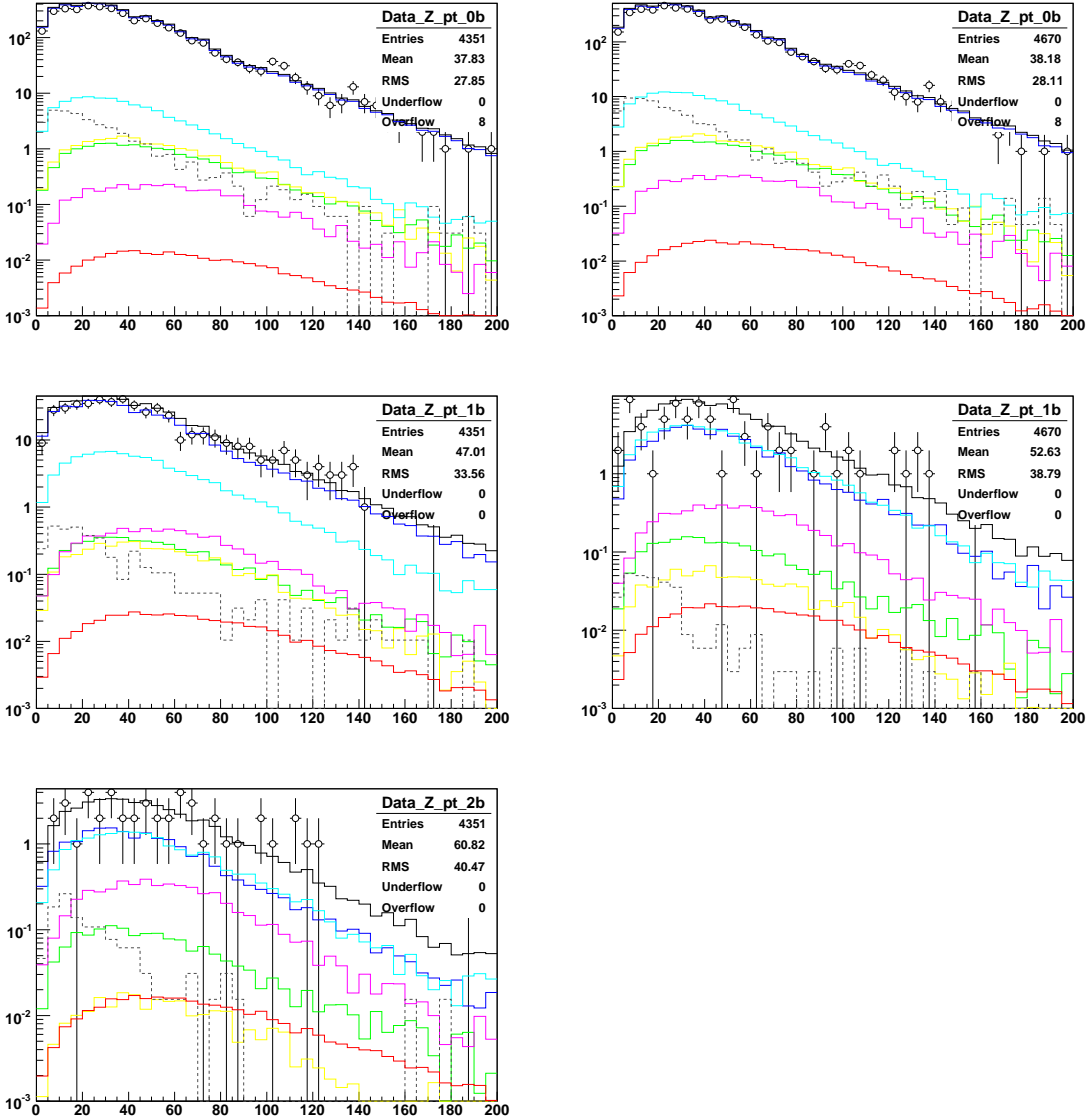 Data_Z_pt_0b
Entries 4351
Mean 37.83
RMS 27.85
Underflow 0
Overflow 8
10^2
10
1
10^-1
10^-2
10^-3
0 20 40 60 80 100 120 140 160 180 200
Data_Z_pt_0b
Entries 4670
Mean 38.18
RMS 28.11
Underflow 0
Overflow 8
10^2
10
1
10^-1
10^-2
10^-3
0 20 40 60 80 100 120 140 160 180 200
Data_Z_pt_1b
Entries 4351
Mean 47.01
RMS 33.56
Underflow 0
Overflow 0
10
1
10^-1
10^-2
10^-3
0 20 40 60 80 100 120 140 160 180 200
Data_Z_pt_1b
Entries 4670
Mean 52.63
RMS 38.79
Underflow 0
Overflow 0
1
10^-1
10^-2
10^-3
0 20 40 60 80 100 120 140 160 180 200
Data_Z_pt_2b
Entries 4351
Mean 60.82
RMS 40.47
Underflow 0
Overflow 0
1
10^-1
10^-2
10^-3
0 20 40 60 80 100 120 140 160 180 200